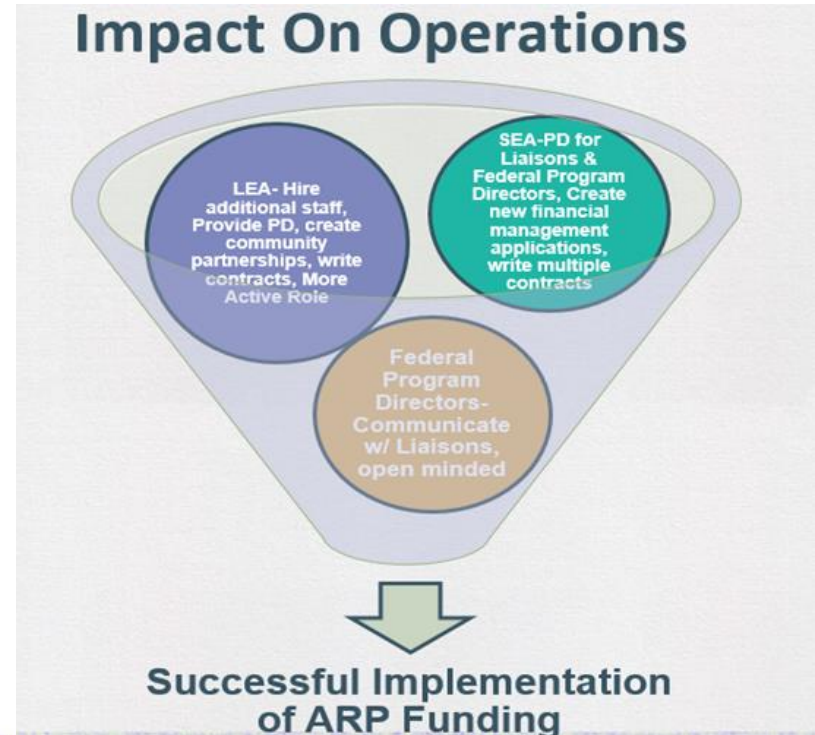 Impact On Operations
LEA- Hire
additional staff,
Provide PD, create
community
partnerships, write
contracts, More
Active Role
SEA-PD for
Liaisons &
Federal Program
Directors, Create
new financial
management
applications,
write multiple
contracts
Federal
Program
Directors-
Communicate
w/ Liaisons,
open minded
Successful Implementation
of ARP Funding